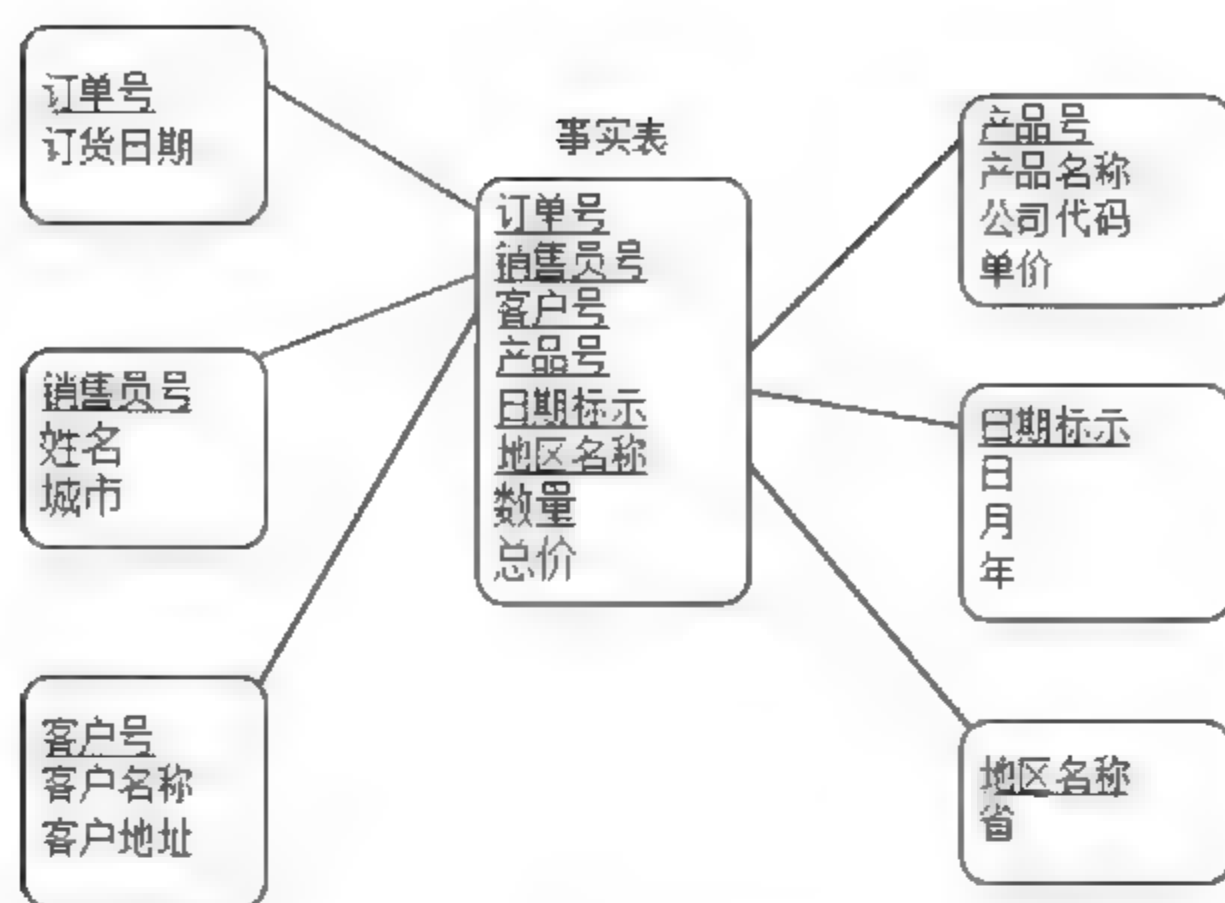 订单号
订货日期
销售员号
姓名
城市
客户号
客户名称
客户地址
事实表
订单号
销售员号
客户号
产品号
日期标示
地区名称
数量
总价
产品号
产品名称
公司代码
单价
日期标示
日
月
年
地区名称
省